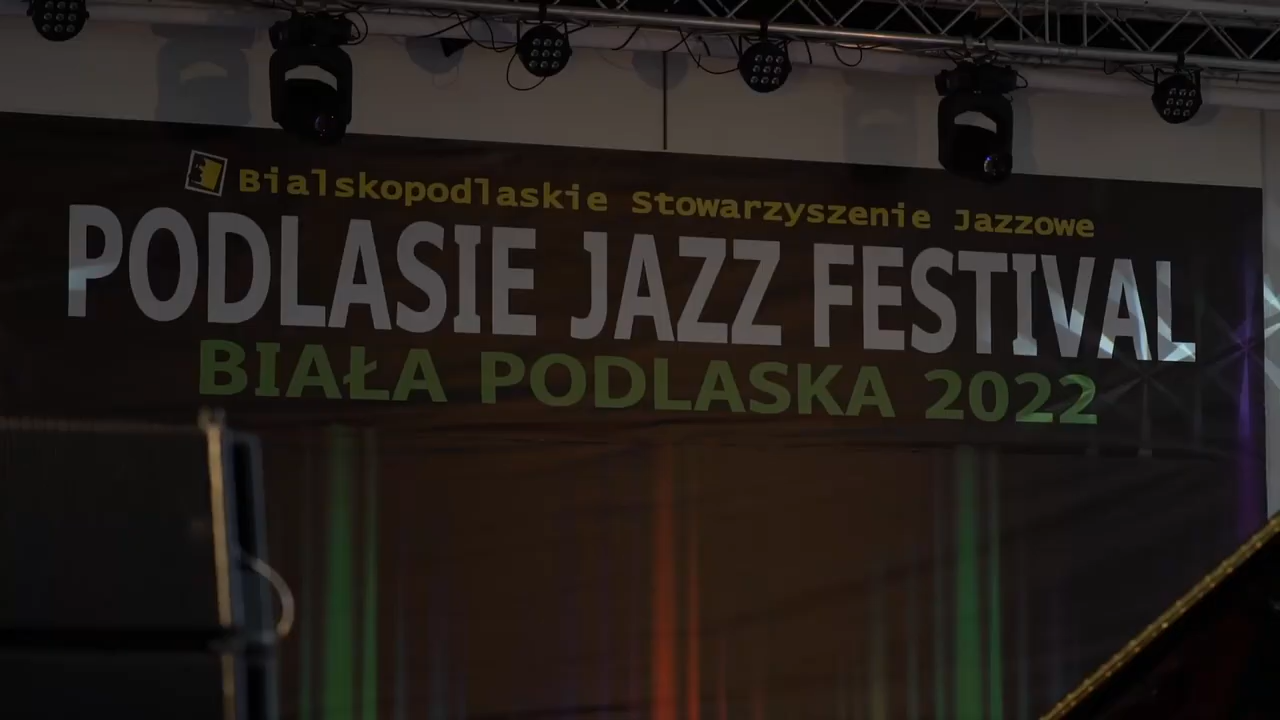 Bialskopodlaskie Stowarzyszenie Jazzowe
PODLASIE JAZZ FESTIVAL
BIAŁA PODLASKA 2022